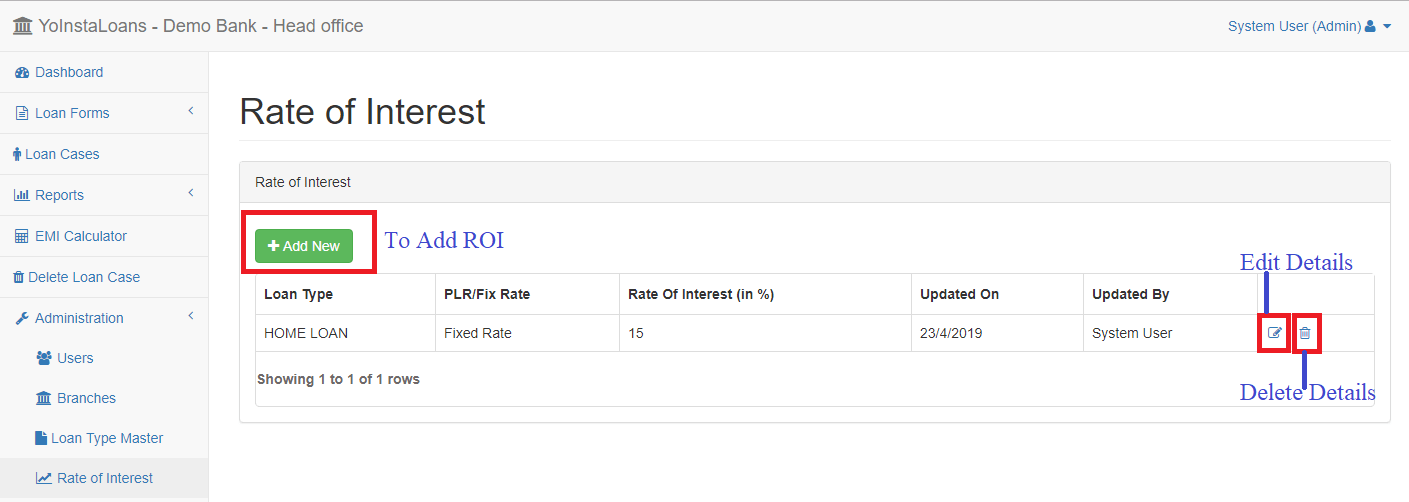 YoInstaLoans - Demo Bank - Head office
System User (Admin)
Dashboard
Loan Forms
Loan Cases
Reports
EMI Calculator
Delete Loan Case
Administration
Users
Branches
Loan Type Master
Rate of Interest
Rate of Interest
Rate of Interest
Add New
To Add ROI
Edit Details
Loan Type PLR/Fix Rate Rate Of Interest (in %) Updated On Updated By
HOME LOAN Fixed Rate 15 23/4/2019 System User
Showing 1 to 1 of 1 rows
Delete Details